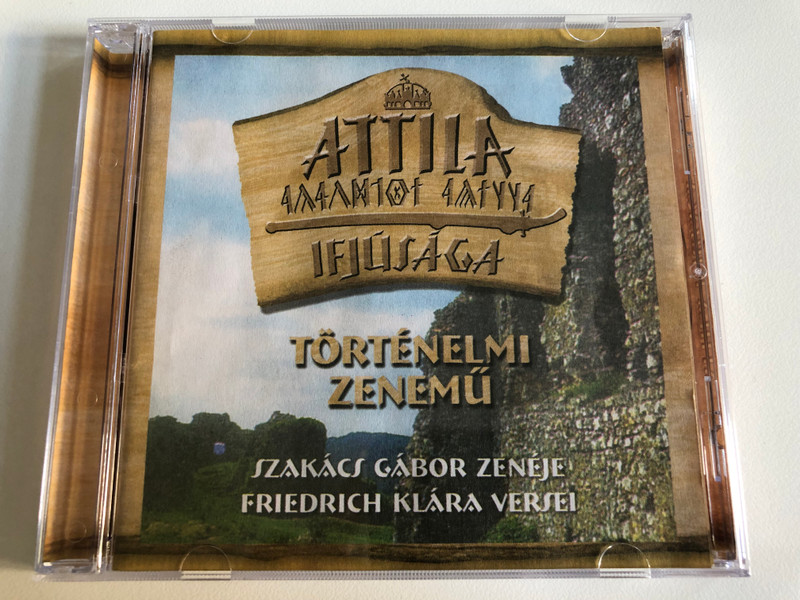 ATTILA
IFJÚSÁGA
TÖRTÉNELMI
ZENEMŰ
SZAKÁCS GÁBOR ZENÉJE
FRIEDRICH KLÁRA VERSEI